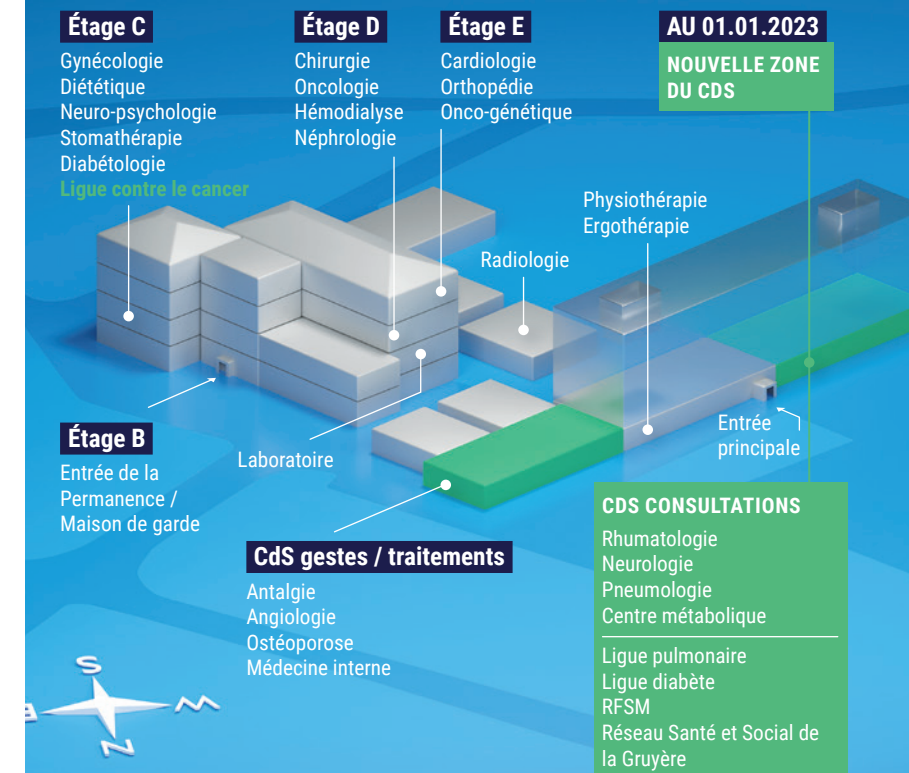 Étage C
Gynécologie
Diététique
Neuro-psychologie
Stomathérapie
Diabétologie
Ligue contre le cancer
Étage D
Chirurgie
Oncologie
Hémodialyse
Néphrologie
Étage E
Cardiologie
Orthopédie
Onco-génétique
AU 01.01.2023
NOUVELLE ZONE
DU CDS
Physiothérapie
Ergothérapie
Radiologie
Entrée
principale
Étage B
Entrée de la
Permanence /
Maison de garde
Laboratoire
CdS gestes / traitements
Antalgie
Angiologie
Ostéoporose
Médecine interne
CDS CONSULTATIONS
Rhumatologie
Neurologie
Pneumologie
Centre métabolique
Ligue pulmonaire
Ligue diabète
RFSM
Réseau Santé et Social de
la Gruyère
S
W
N